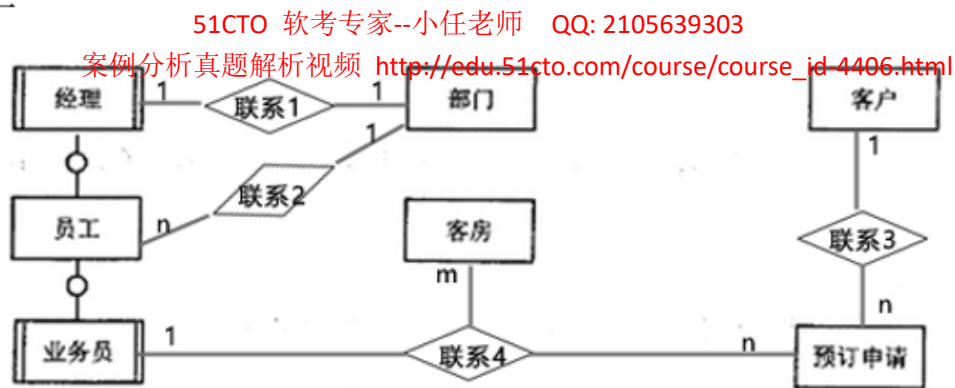 51CTO 软考专家--小任老师 QQ: 2105639303
案例分析真题解析视频 http://edu.51cto.com/course/course_id-4406.html
经理 1 联系1 1 部门 客户
1 1
联系2
员工 n 客房 联系3
m
n
业务员 1 联系4 n 预订申请